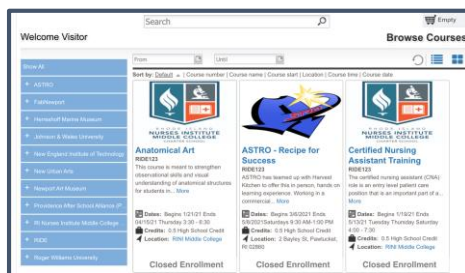 Search
Empty
Welcome Visitor
Browse Courses
From
Until
Show All
Sort by: Default | Course number | Course name | Course start | Location | Course time | Course date
+ ASTRO
+ FabNewport
+ Herreshoff Marine Museum
+ Johnson & Wales University
+ New England Institute of Technology
+ New Urban Arts
+ Newport Art Museum
+ Providence After School Alliance (P...
+ RI Nurses Institute Middle College ...
+ RIDE
+ Roger Williams University
RHODE ISLAND
NURSES INSTITUTE
MIDDLE COLLEGE
Anatomical Art
RIDE123
This course is meant to strengthen
observational skills and visual
understanding of anatomical structures
for students in... More
Dates: Begins 1/21/21 Ends
04/15/21 Thursday 3:30 - 6:30
Credits: 0.5 High School Credit
Location: RINI Middle College
Closed Enrollment
ASTRO - Recipe for
Success
RIDE123
ASTRO has teamed up with Harvest
Kitchen to offer this in person, hands on
learning experience. Working in a
commercial... More
Dates: Begins 2/6/2021 Ends
5/8/2021Saturdays 9:30 AM-1:00 PM
Credits: 0.5 High School Credit
Location: 2 Bayley St, Pawtucket,
RI 02860
Closed Enrollment
RHODE ISLAND
NURSES INSTITUTE
MIDDLE COLLEGE
Certified Nursing
Assistant Training
RIDE123
The certified nursing assistant (CNA)
role is an entry level patient care
position that is an important part of
the... More
Dates: Begins 1/19/21 Ends
5/13/21 Tuesday Thursday Saturday
4:00 - 7:30
Credits: 0.5 High School Credit
Location: RINI Middle College
Closed Enrollment